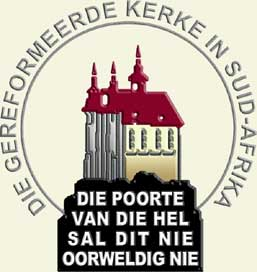 DIE GEREFORMEERDE KERKE IN SUID-AFRIKA
DIE POORTE
VAN DIE HEL
SAL DIT NIE
OORWELDIG NIE